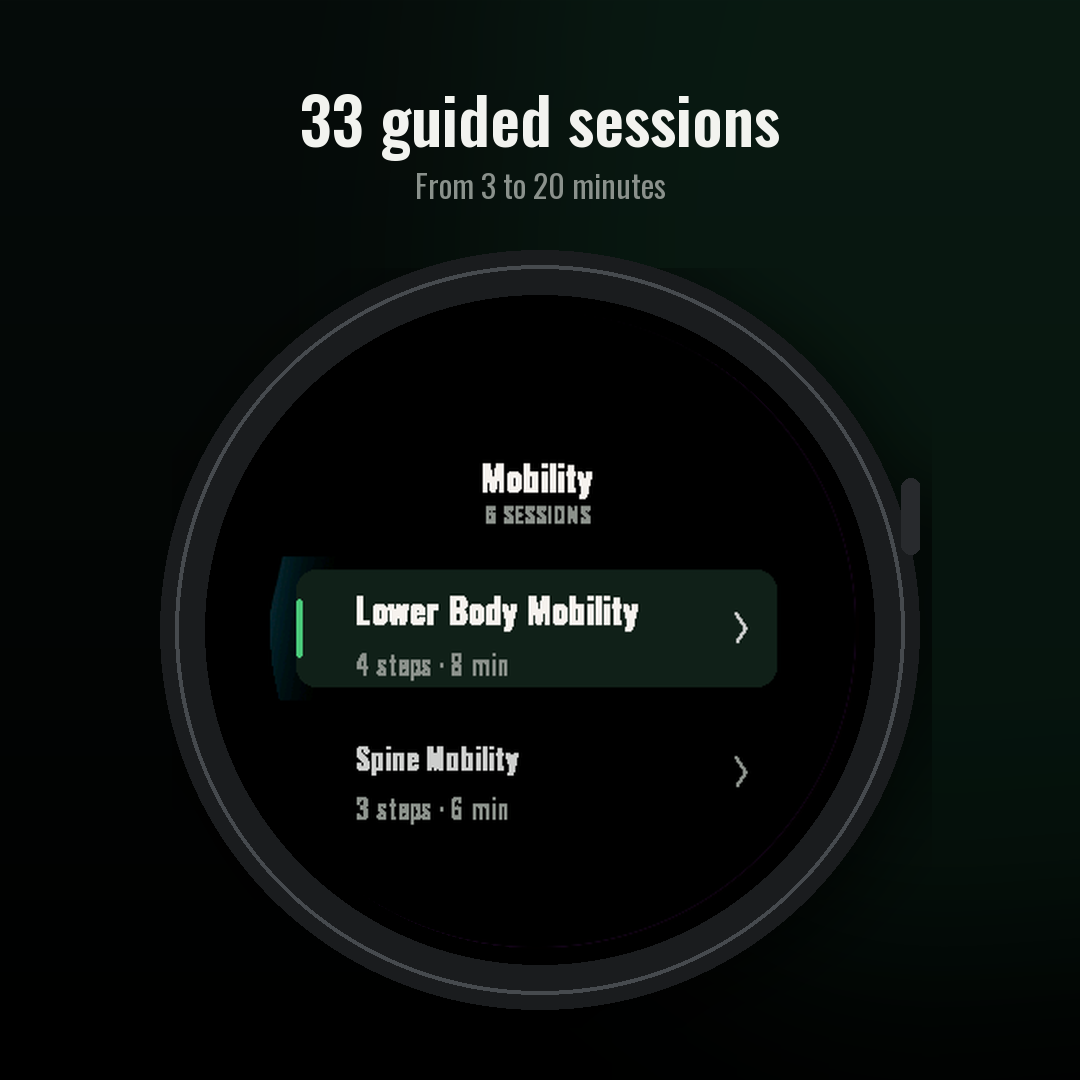 33 guided sessions
From 3 to 20 minutes
Mobility
6 SESSIONS
Lower Body Mobility
4 steps · 8 min
Spine Mobility
3 steps · 6 min